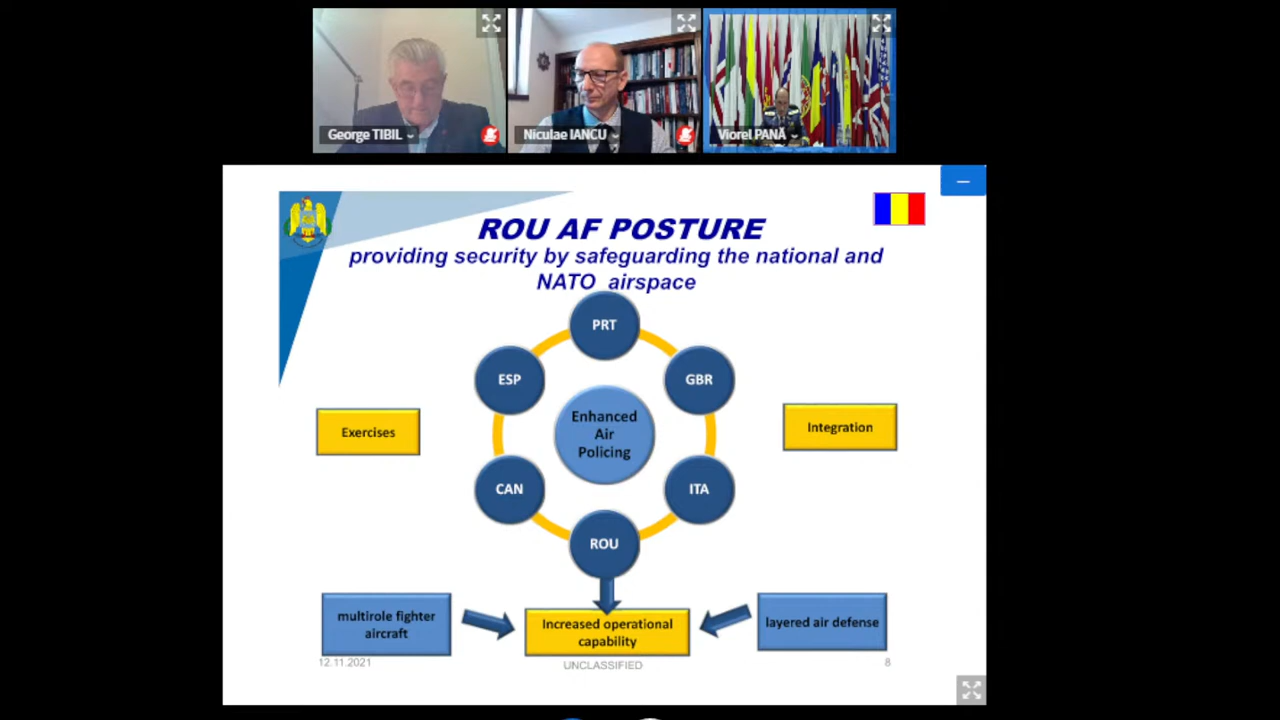 George TIBIL
Niculae IANCU
Viorel PANĂ
ROU AF POSTURE
providing security by safeguarding the national and
NATO airspace
PRT
ESP
GBR
Enhanced
Air
Policing
Exercises
Integration
CAN
ITA
ROU
multirole fighter
aircraft
Increased operational
capability
layered air defense
12.11.2021
UNCLASSIFIED
8